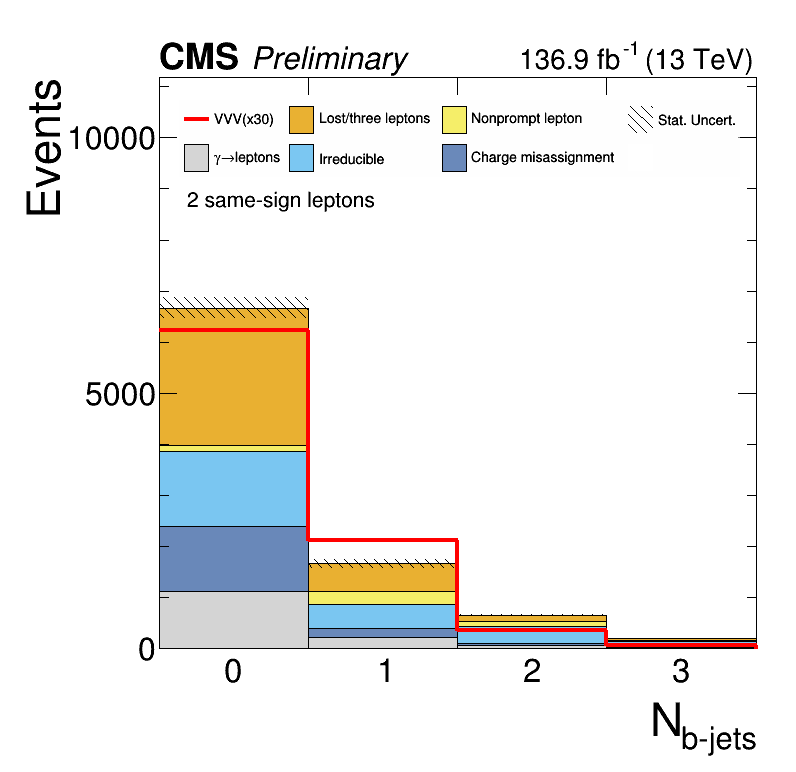 CMS Preliminary 136.9 fb⁻¹ (13 TeV)
Events
VVV(x30) Lost/three leptons Nonprompt lepton Stat. Uncert.
γ→leptons Irreducible Charge misassignment
2 same-sign leptons
10000
5000
0
0 1 2 3
N_b-jets